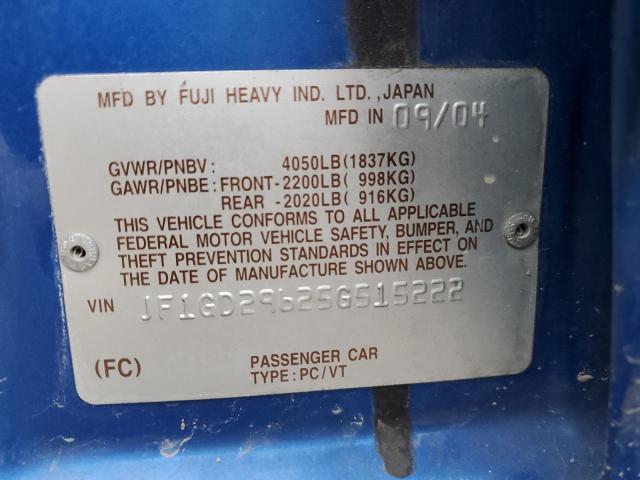 MFD BY FUJI HEAVY IND. LTD., JAPAN
MFD IN 09/04
GVWR/PNBV: 4050LB(1837KG)
GAWR/PNBE: FRONT-2200LB( 998KG)
REAR -2020LB( 916KG)
THIS VEHICLE CONFORMS TO ALL APPLICABLE
FEDERAL MOTOR VEHICLE SAFETY, BUMPER, AND
THEFT PREVENTION STANDARDS IN EFFECT ON
THE DATE OF MANUFACTURE SHOWN ABOVE.
VIN JF1GD29625G515222
(FC) PASSENGER CAR
TYPE:PC/VT